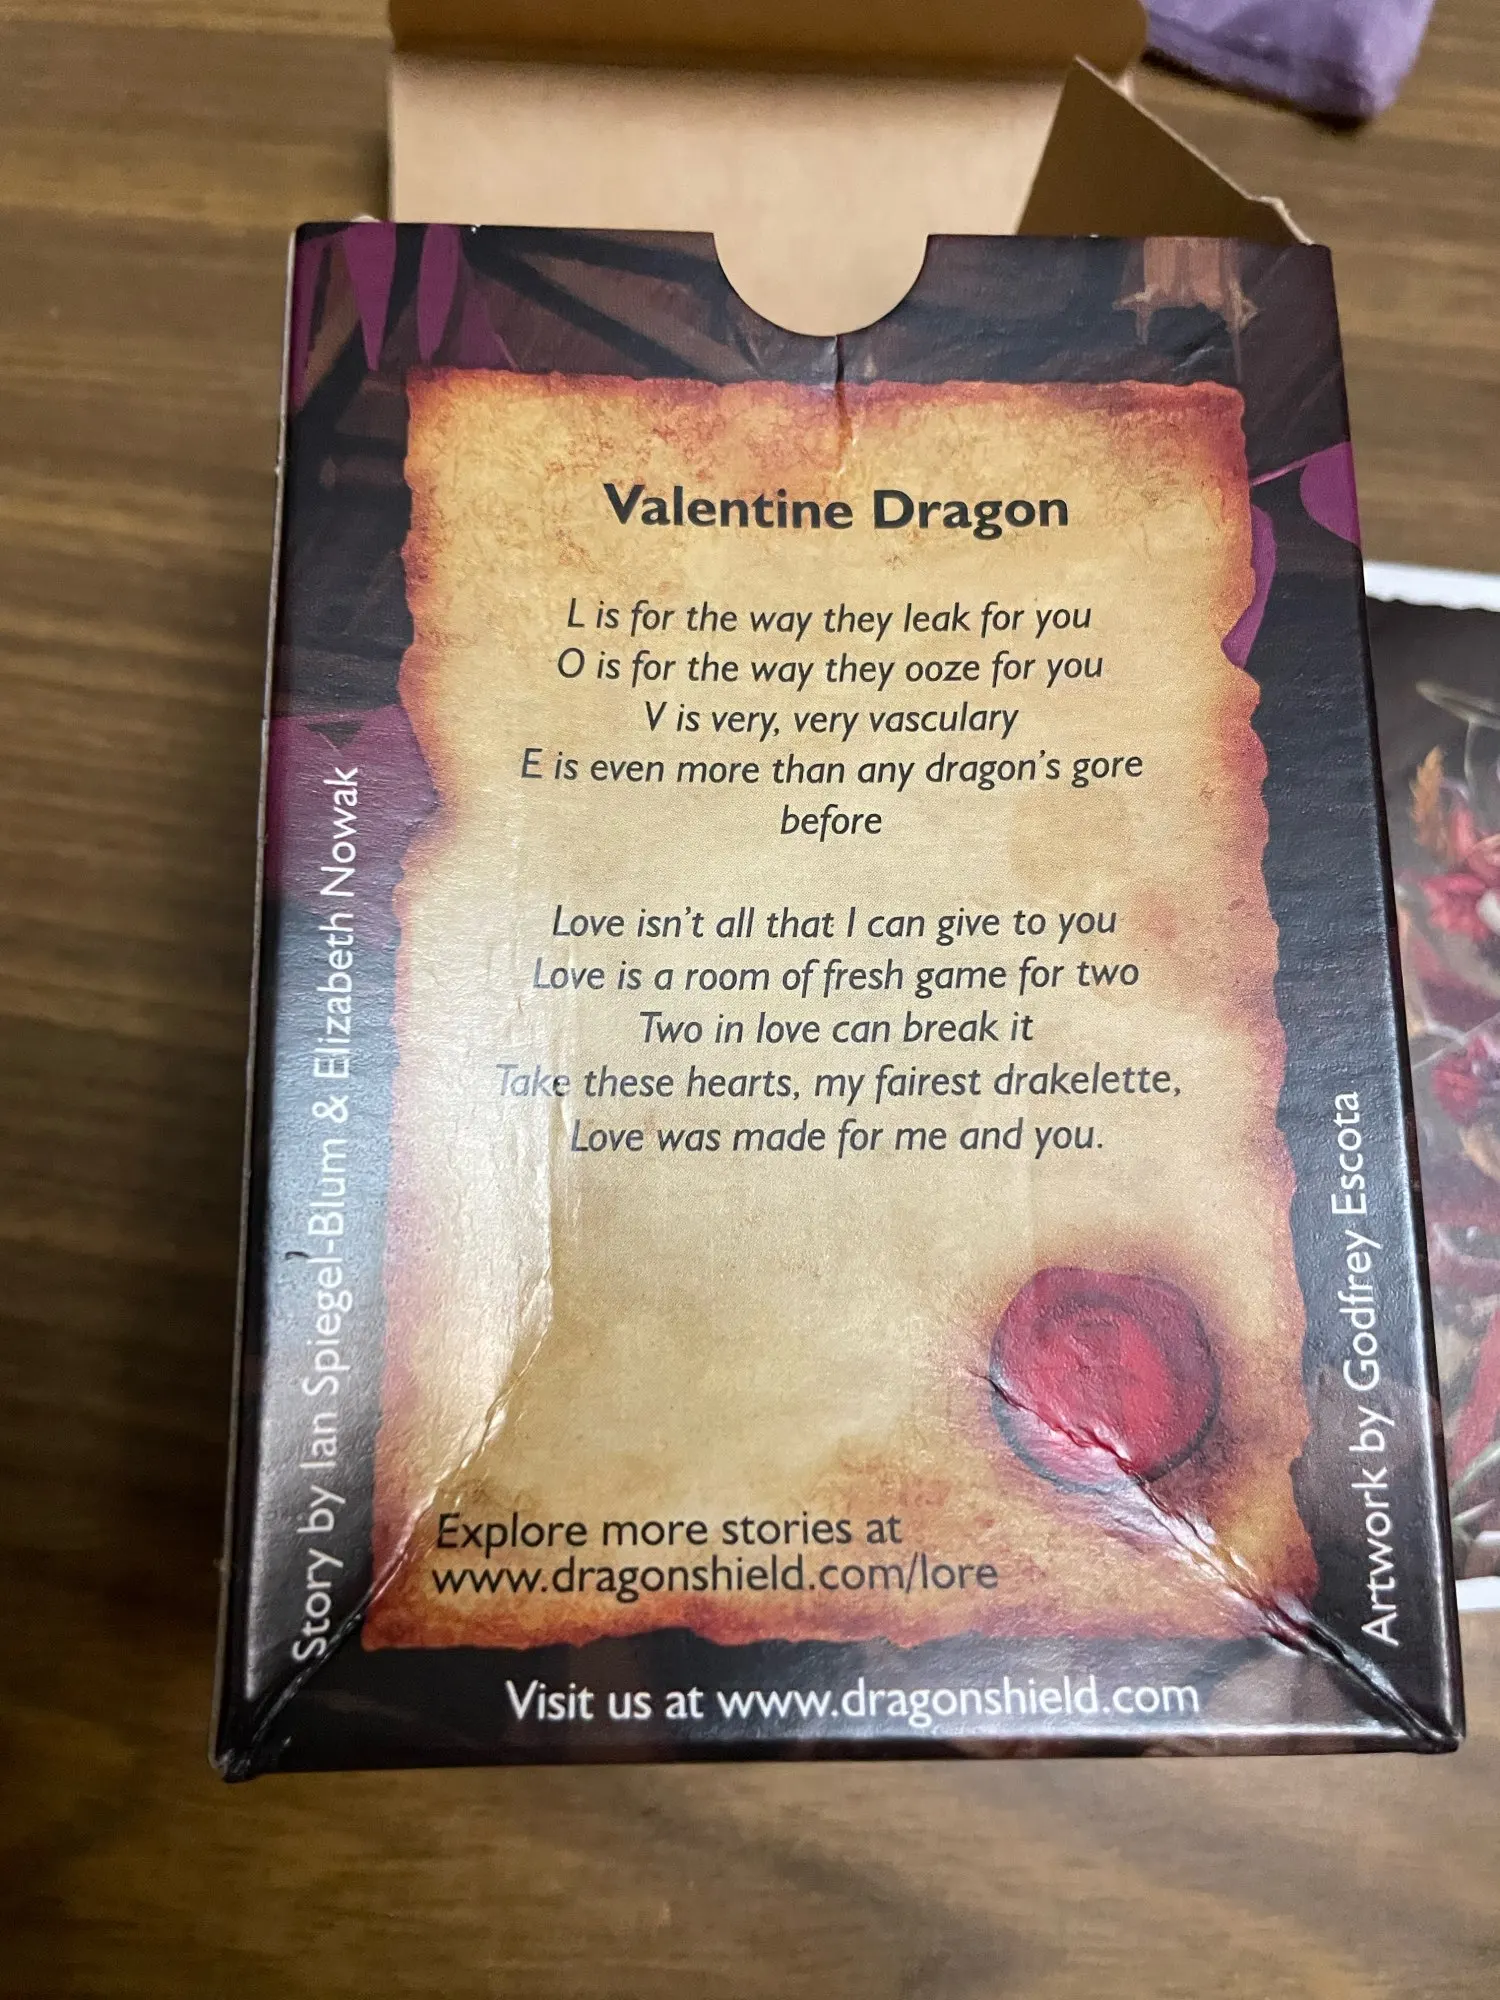 Valentine Dragon
L is for the way they leak for you
O is for the way they ooze for you
V is very, very vasculary
E is even more than any dragon's gore
before
Love isn't all that I can give to you
Love is a room of fresh game for two
Two in love can break it
Take these hearts, my fairest drakelette,
Love was made for me and you.
Explore more stories at
www.dragonshield.com/lore
Visit us at www.dragonshield.com
Story by Ian Spiegel-Blum & Elizabeth Nowak
Artwork by Godfrey Escota